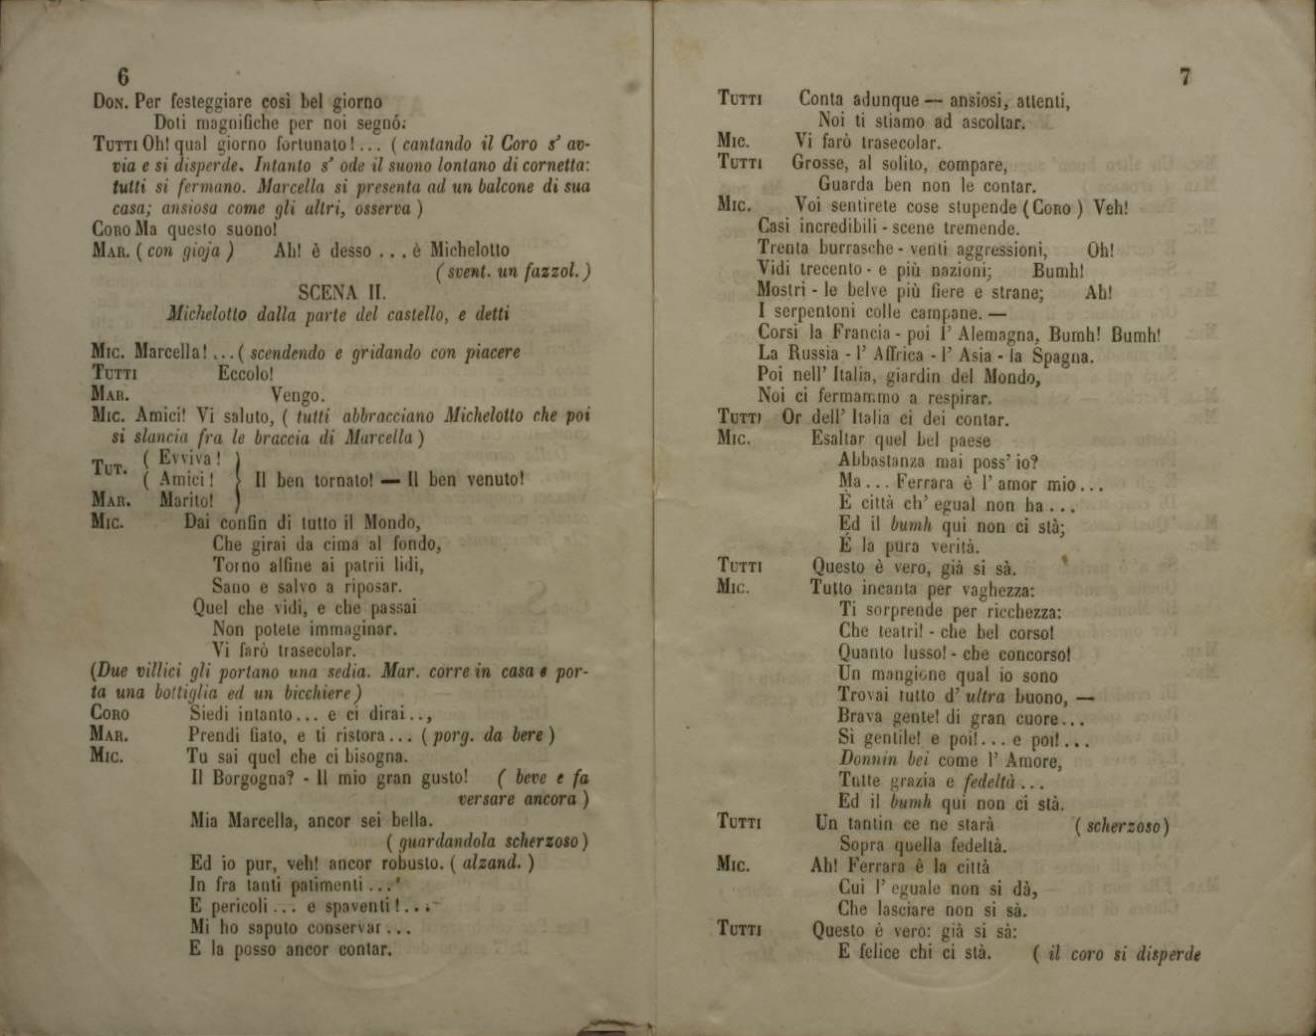 6
DON. Per festeggiare così bel giorno
Doti magnifiche per noi segnó.
TUTTI Oh! qual giorno fortunato!... ( cantando il Coro s' av-
via e si disperde. Intanto s' ode il suono lontano di cornetta:
tutti si fermano. Marcella si presenta ad un balcone di sua
casa; ansiosa come gli altri, osserva )
CORO Ma questo suono!
MAR. ( con gioja ) Ah! è desso ... è Michelotto
( svent. un fazzol. )
SCENA II.
Michelotto dalla parte del castello, e detti
MIC. Marcella! ...( scendendo e gridando con piacere
TUTTI Eccolo!
MAR. Vengo.
MIC. Amici! Vi saluto, ( tutti abbracciano Michelotto che poi
si slancia fra le braccia di Marcella )
TUT. ( Evviva! )
( Amici! } Il ben tornato! — Il ben venuto!
MAR. Marito! )
MIC. Dai confin di tutto il Mondo,
Che girai da cima al fondo,
Torno alfine ai patrii lidi,
Sano e salvo a riposar.
Quel che vidi, e che passai
Non potete immaginar.
Vi farò trasecolar.
(Due villici gli portano una sedia. Mar. corre in casa e por-
ta una bottiglia ed un bicchiere )
CORO Siedi intanto... e ci dirai..,
MAR. Prendi fiato, e ti ristora... ( porg. da bere )
MIC. Tu sai quel che ci bisogna.
Il Borgogna? - Il mio gran gusto! ( beve e fa
versare ancora )
Mia Marcella, ancor sei bella.
( guardandola scherzoso )
Ed io pur, veh! ancor robusto. ( alzand. )
In fra tanti patimenti ...
E pericoli ... e spaventi! ...
Mi ho saputo conservar ...
E la posso ancor contar.
7
TUTTI Conta adunque — ansiosi, attenti,
Noi ti stiamo ad ascoltar.
MIC. Vi farò trasecolar.
TUTTI Grosse, al solito, compare,
Guarda ben non le contar.
MIC. Voi sentirete cose stupende ( CORO ) Veh!
Casi incredibili - scene tremende.
Trenta burrasche - venti aggressioni, Oh!
Vidi trecento - e più nazioni; Bumh!
Mostri - le belve più fiere e strane; Ah!
I serpentoni colle campane. —
Corsi la Francia - poi l' Alemagna, Bumh! Bumh!
La Russia - l' Affrica - l' Asia - la Spagna.
Poi nell' Italia, giardin del Mondo,
Noi ci fermammo a respirar.
TUTTI Or dell' Italia ci dei contar.
MIC. Esaltar quel bel paese
Abbastanza mai poss' io?
Ma... Ferrara è l' amor mio...
È città ch' egual non ha ...
Ed il bumh qui non ci stà;
É la pura verità.
TUTTI Questo è vero, già si sà.
MIC. Tutto incanta per vaghezza:
Ti sorprende per ricchezza:
Che teatri! - che bel corso!
Quanto lusso! - che concorso!
Un mangione qual io sono
Trovai tutto d' ultra buono, —
Brava gente! di gran cuore...
Sì gentile! e poi!... e poi!...
Donnin bei come l' Amore,
Tutte grazia e fedeltà ...
Ed il bumh qui non ci stà.
TUTTI Un tantin ce ne starà ( scherzoso )
Sopra quella fedeltà.
MIC. Ah! Ferrara è la città
Cui l' eguale non si dà,
Che lasciare non si sà.
TUTTI Questo è vero: già si sà:
E felice chi ci stà. ( il coro si disperde